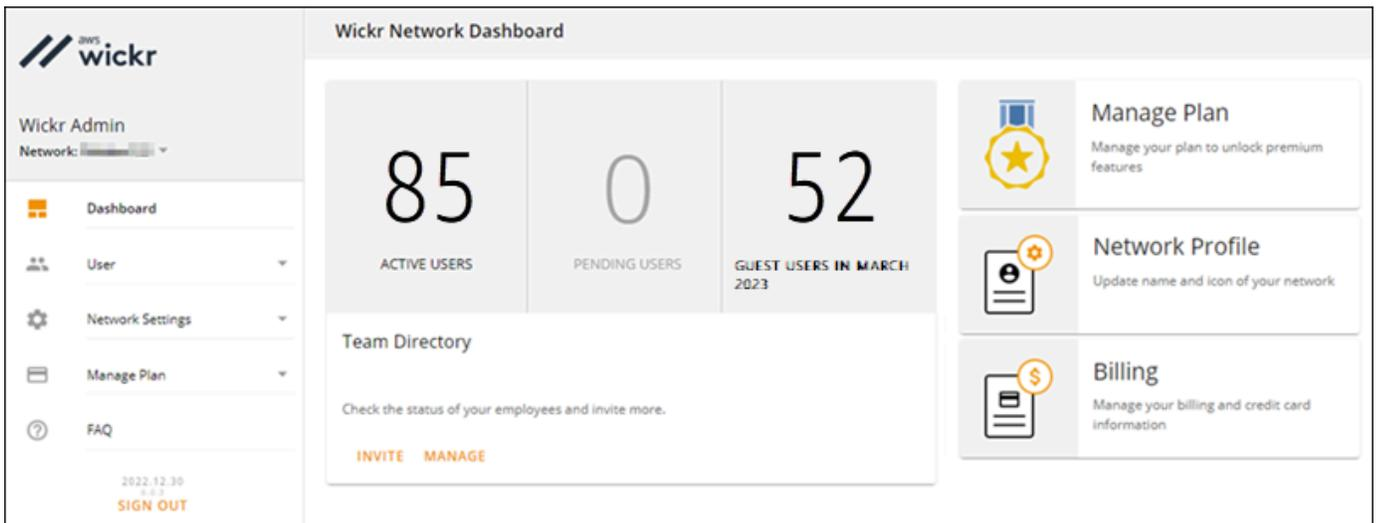 aws
wickr
Wickr Admin
Network:
Dashboard
User
Network Settings
Manage Plan
FAQ
2022.12.30
SIGN OUT
Wickr Network Dashboard
85
ACTIVE USERS
0
PENDING USERS
52
GUEST USERS IN MARCH
2023
Team Directory
Check the status of your employees and invite more.
INVITE MANAGE
Manage Plan
Manage your plan to unlock premium
features
Network Profile
Update name and icon of your network
$
Billing
Manage your billing and credit card
information